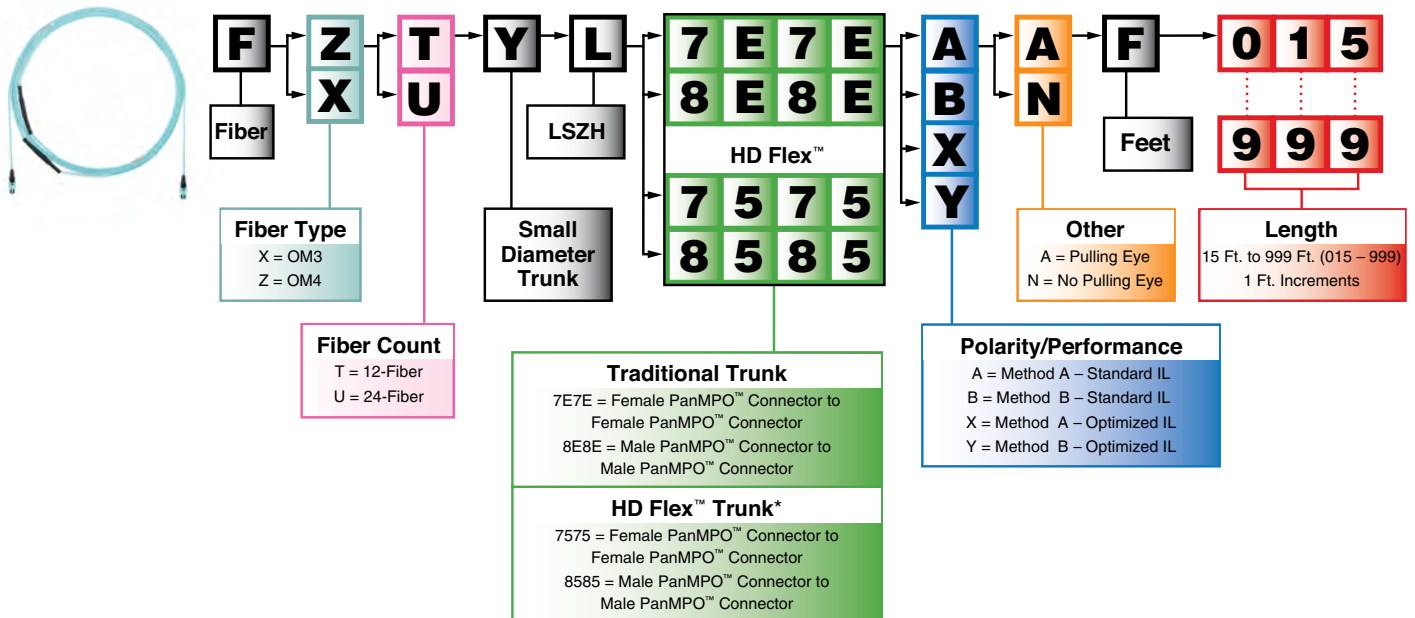 F Z T Y L 7 E 7 E A A F 0 1 5
X U 8 E 8 E B N
Fiber
LSZH
HD Flex™
X
Feet
9 9 9
7 5 7 5
Y
8 5 8 5
Fiber Type
X = OM3
Z = OM4
Small
Diameter
Trunk
Other
A = Pulling Eye
N = No Pulling Eye
Length
15 Ft. to 999 Ft. (015 – 999)
1 Ft. Increments
Fiber Count
T = 12-Fiber
U = 24-Fiber
Traditional Trunk
7E7E = Female PanMPO™ Connector to
Female PanMPO™ Connector
8E8E = Male PanMPO™ Connector to
Male PanMPO™ Connector
HD Flex™ Trunk*
7575 = Female PanMPO™ Connector to
Female PanMPO™ Connector
8585 = Male PanMPO™ Connector to
Male PanMPO™ Connector
Polarity/Performance
A = Method A – Standard IL
B = Method B – Standard IL
X = Method A – Optimized IL
Y = Method B – Optimized IL